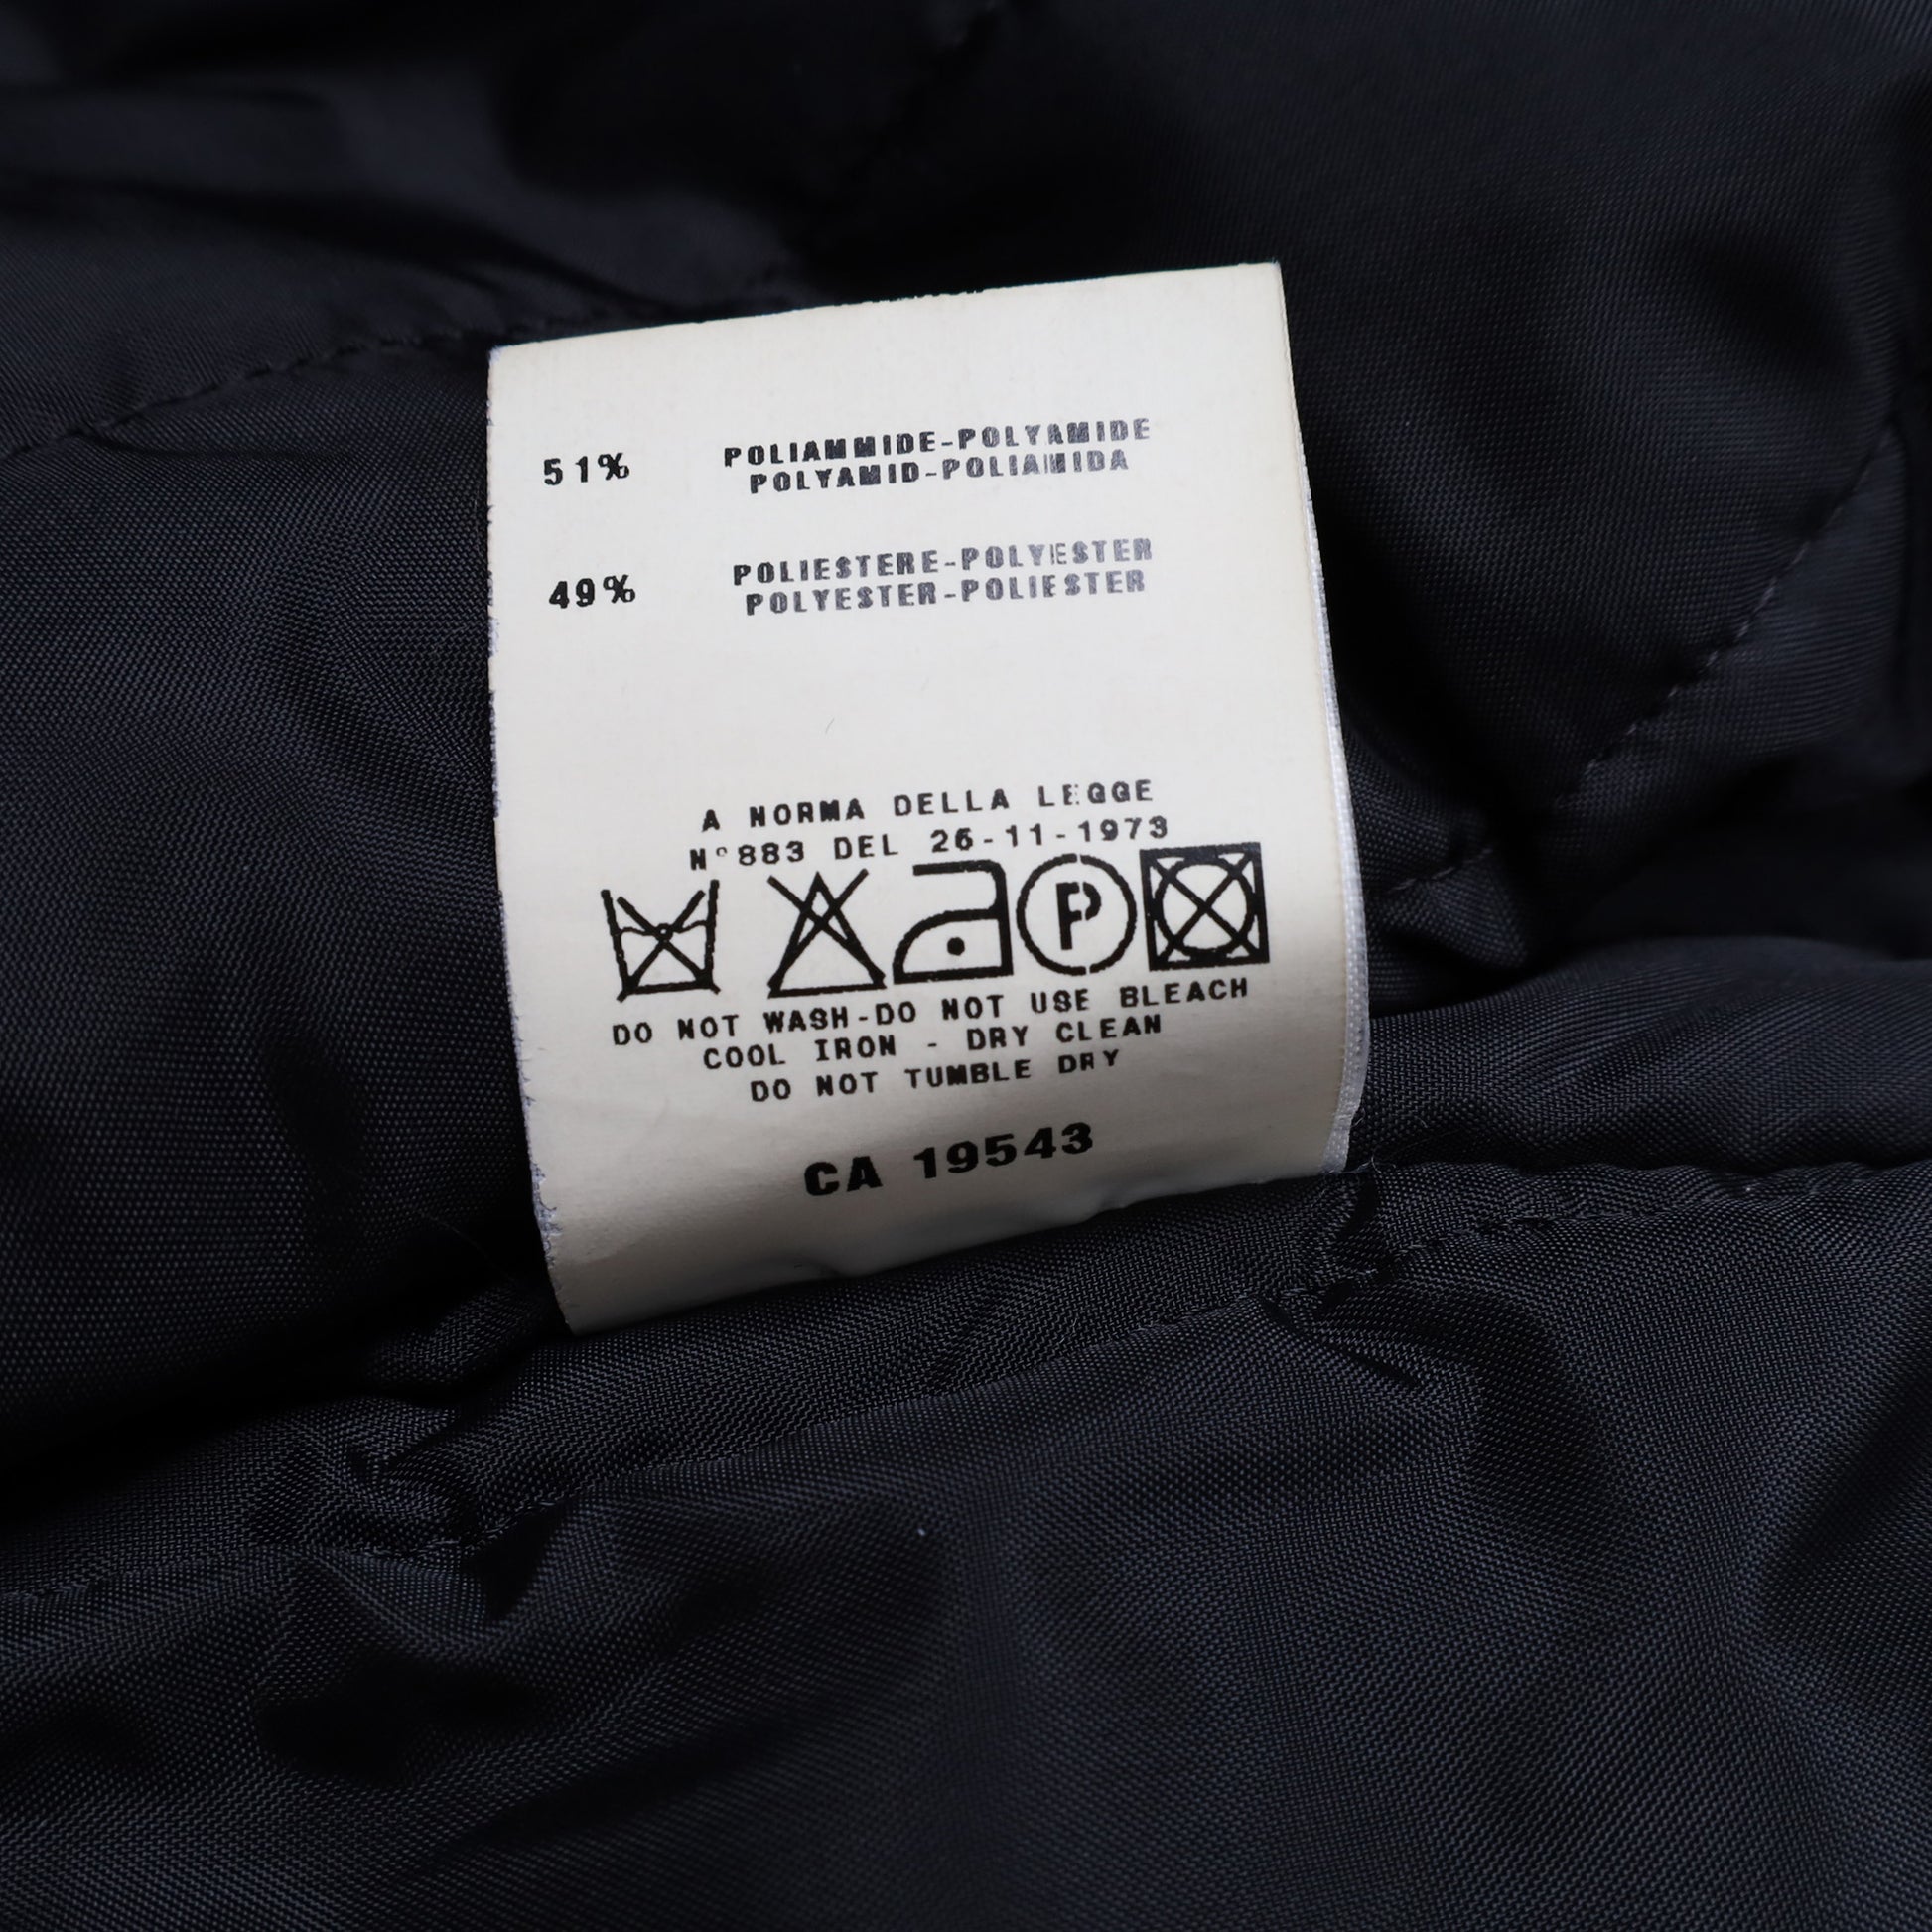 51% POLIAMMIDE-POLYAMIDE
POLYAMID-POLIAMIDA
49% POLIESTERE-POLYESTER
POLYESTER-POLIESTER
A NORMA DELLA LEGGE
N°883 DEL 26-11-1973
P
DO NOT WASH-DO NOT USE BLEACH
COOL IRON - DRY CLEAN
DO NOT TUMBLE DRY
CA 19543